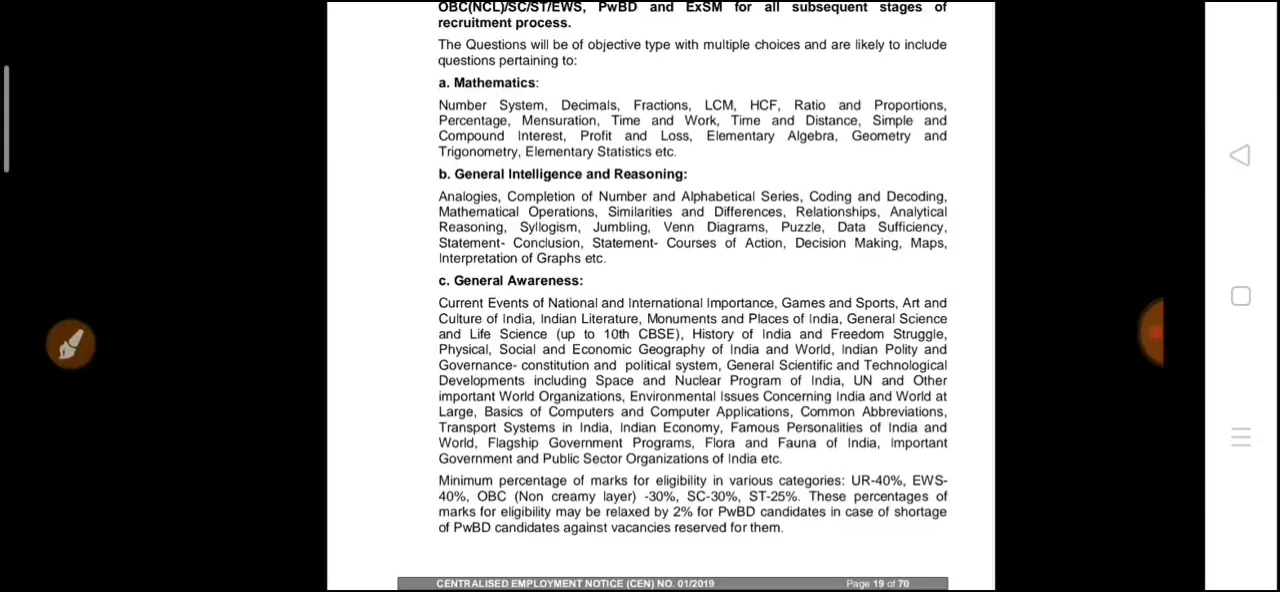 OBC(NCL)/SC/ST/EWS, PwBD and ExSM for all subsequent stages of
recruitment process.
The Questions will be of objective type with multiple choices and are likely to include
questions pertaining to:
a. Mathematics:
Number System, Decimals, Fractions, LCM, HCF, Ratio and Proportions,
Percentage, Mensuration, Time and Work, Time and Distance, Simple and
Compound Interest, Profit and Loss, Elementary Algebra, Geometry and
Trigonometry, Elementary Statistics etc.
b. General Intelligence and Reasoning:
Analogies, Completion of Number and Alphabetical Series, Coding and Decoding,
Mathematical Operations, Similarities and Differences, Relationships, Analytical
Reasoning, Syllogism, Jumbling, Venn Diagrams, Puzzle, Data Sufficiency,
Statement- Conclusion, Statement- Courses of Action, Decision Making, Maps,
Interpretation of Graphs etc.
c. General Awareness:
Current Events of National and International Importance, Games and Sports, Art and
Culture of India, Indian Literature, Monuments and Places of India, General Science
and Life Science (up to 10th CBSE), History of India and Freedom Struggle,
Physical, Social and Economic Geography of India and World, Indian Polity and
Governance- constitution and political system, General Scientific and Technological
Developments including Space and Nuclear Program of India, UN and Other
important World Organizations, Environmental Issues Concerning India and World at
Large, Basics of Computers and Computer Applications, Common Abbreviations,
Transport Systems in India, Indian Economy, Famous Personalities of India and
World, Flagship Government Programs, Flora and Fauna of India, Important
Government and Public Sector Organizations of India etc.
Minimum percentage of marks for eligibility in various categories: UR-40%, EWS-
40%, OBC (Non creamy layer) -30%, SC-30%, ST-25%. These percentages of
marks for eligibility may be relaxed by 2% for PwBD candidates in case of shortage
of PwBD candidates against vacancies reserved for them.
CENTRALISED EMPLOYMENT NOTICE (CEN) NO. 01/2019 Page 19 of 70